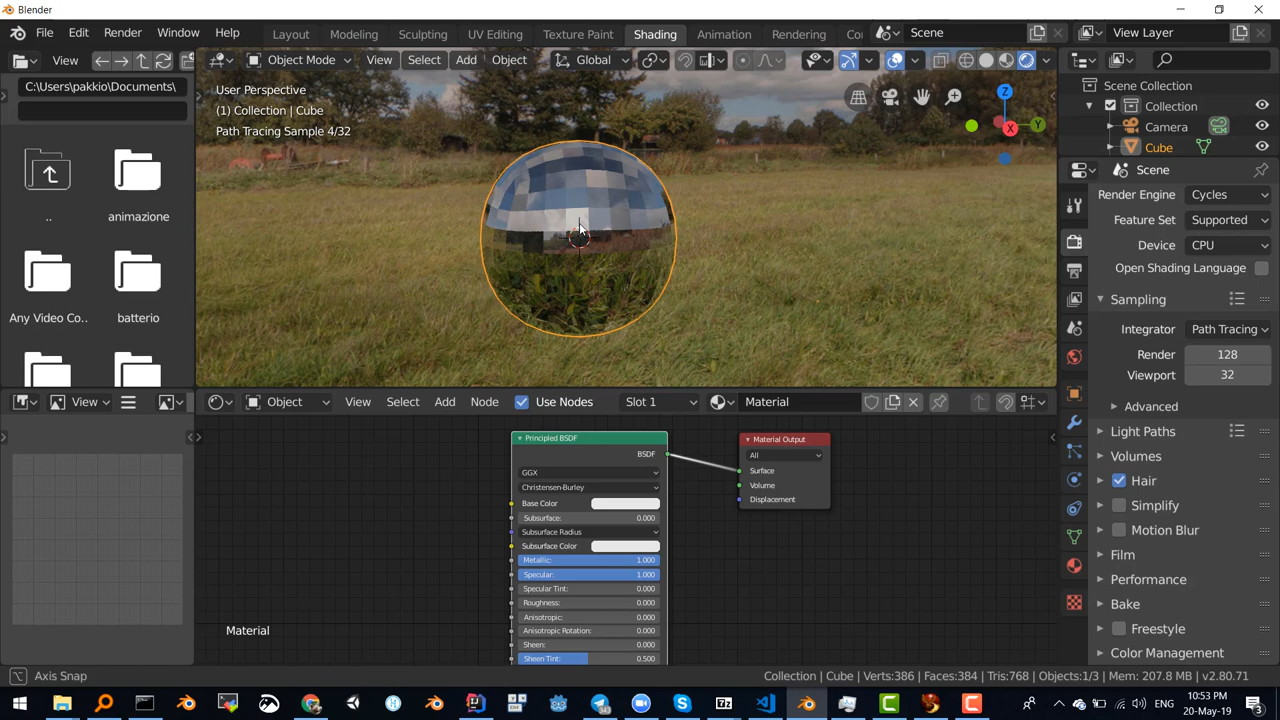 Blender
File Edit Render Window Help
Layout Modeling Sculpting UV Editing Texture Paint Shading Animation Rendering Co
Scene
View Layer
View
Object Mode View Select Add Object Global
C:\Users\pakkio\Documents\
User Perspective
(1) Collection | Cube
Path Tracing Sample 4/32
Z
Y
X
..
animazione
Any Video Co..
batterio
Scene Collection
Collection
Camera
Cube
Scene
Render Engine Cycles
Feature Set Supported
Device CPU
Open Shading Language
Sampling
Integrator Path Tracing
Render 128
Viewport 32
Advanced
Light Paths
Volumes
Hair
Simplify
Motion Blur
Film
Performance
Bake
Freestyle
Color Management
View
Object View Select Add Node Use Nodes Slot 1 Material
Principled BSDF
BSDF
GGX
Christensen-Burley
Base Color
Subsurface: 0.000
Subsurface Radius
Subsurface Color
Metallic: 1.000
Specular: 1.000
Specular Tint: 0.000
Roughness: 0.000
Anisotropic: 0.000
Anisotropic Rotation: 0.000
Sheen: 0.000
Sheen Tint: 0.500
Material Output
All
Surface
Volume
Displacement
Material
Axis Snap
Collection | Cube | Verts:386 | Faces:384 | Tris:768 | Objects:1/3 | Mem: 207.8 MB | v2.80.71
ENG
10:53 PM
20-May-19